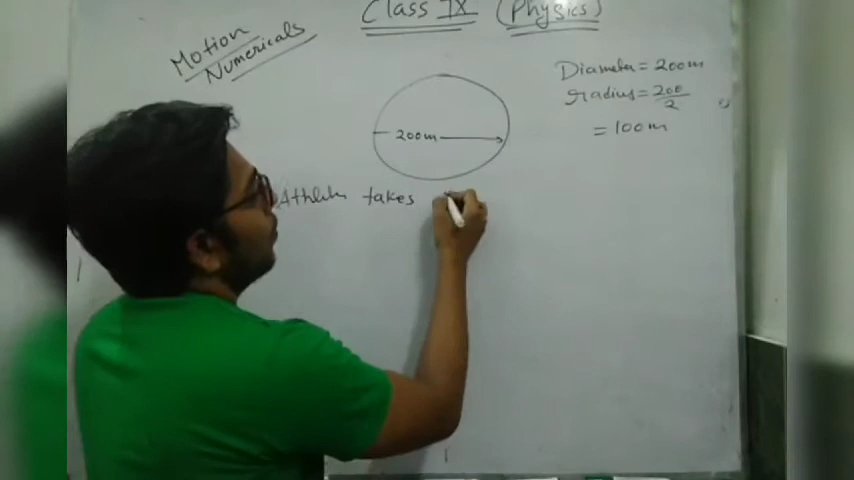 Class IX (Physics)
Motion
Numericals
Diameter = 200m
radius = 200/2
= 100m
200m
Athlete takes